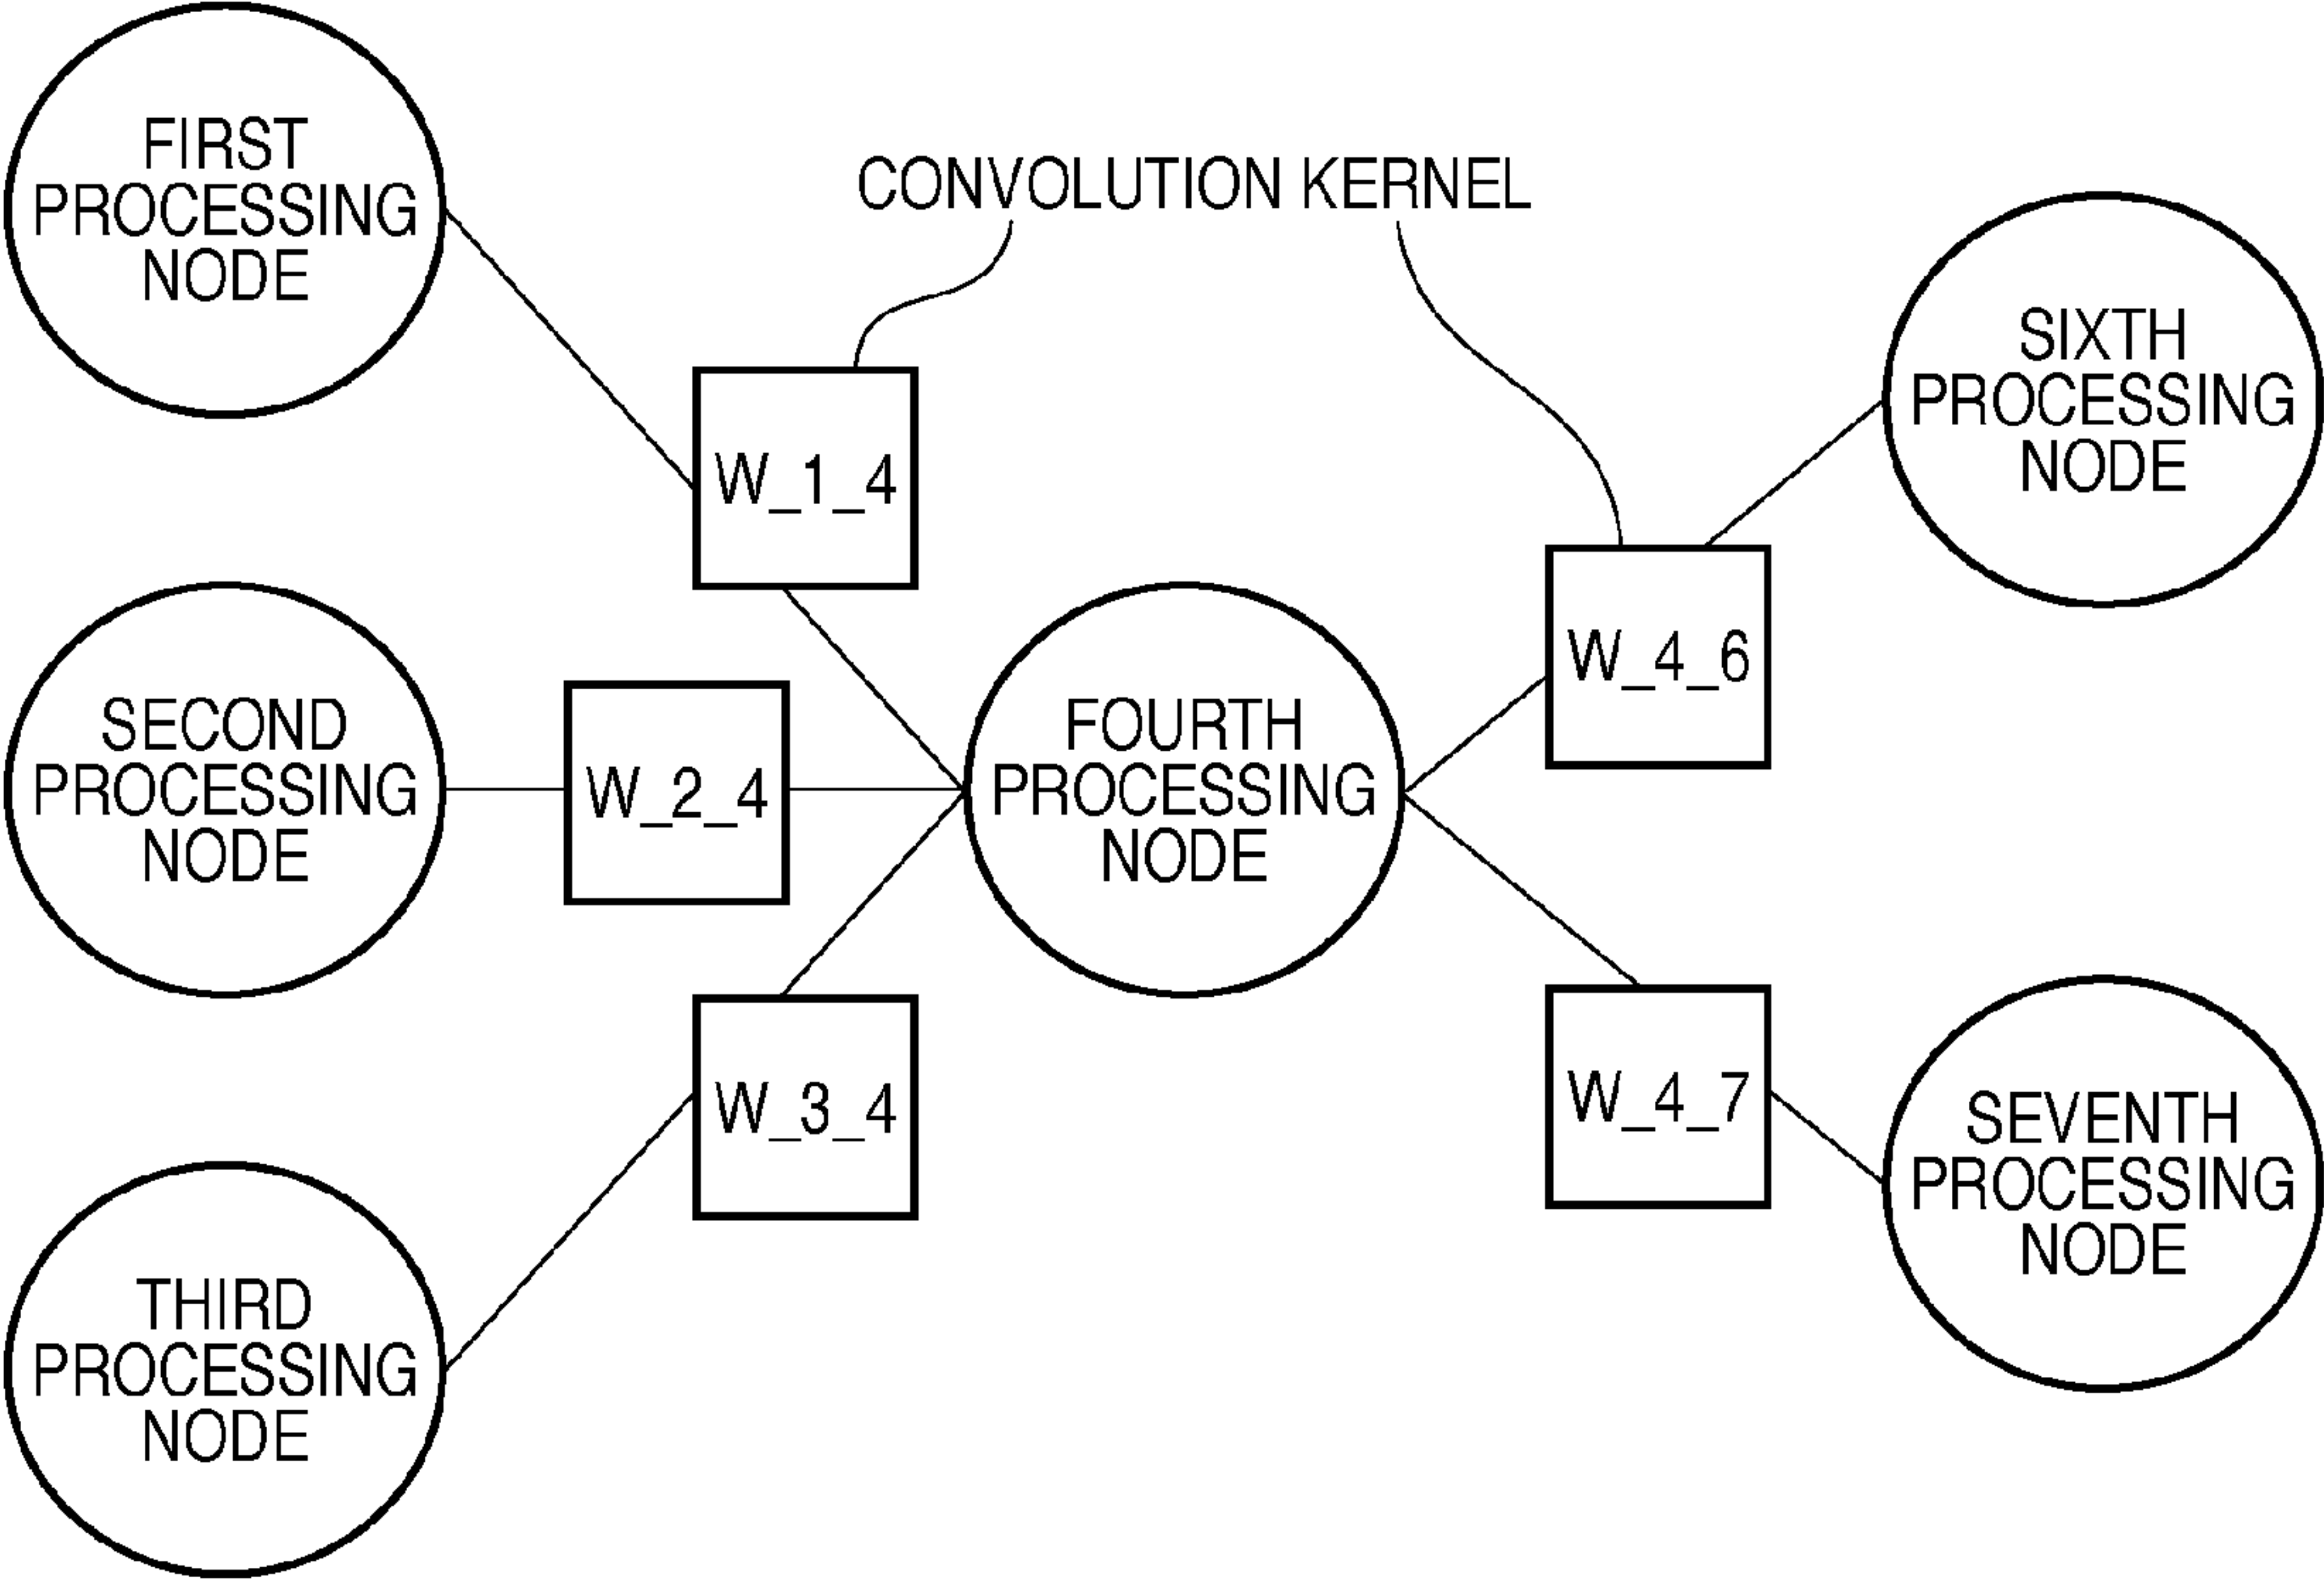 FIRST
PROCESSING
NODE
CONVOLUTION KERNEL
SIXTH
PROCESSING
NODE
W_1_4
W_4_6
SECOND
PROCESSING
NODE
W_2_4
FOURTH
PROCESSING
NODE
W_3_4
W_4_7
SEVENTH
PROCESSING
NODE
THIRD
PROCESSING
NODE